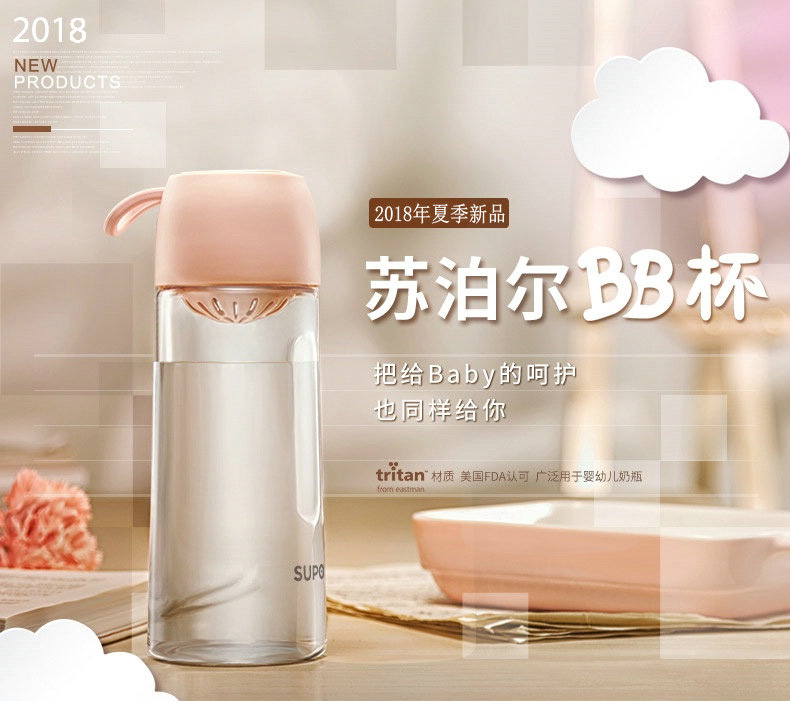 2018
NEW
PRODUCTS
2018年夏季新品
苏泊尔BB杯
把给Baby的呵护
也同样给你
tritan™ 材质 美国FDA认可 广泛用于婴幼儿奶瓶
from eastman
SUPO